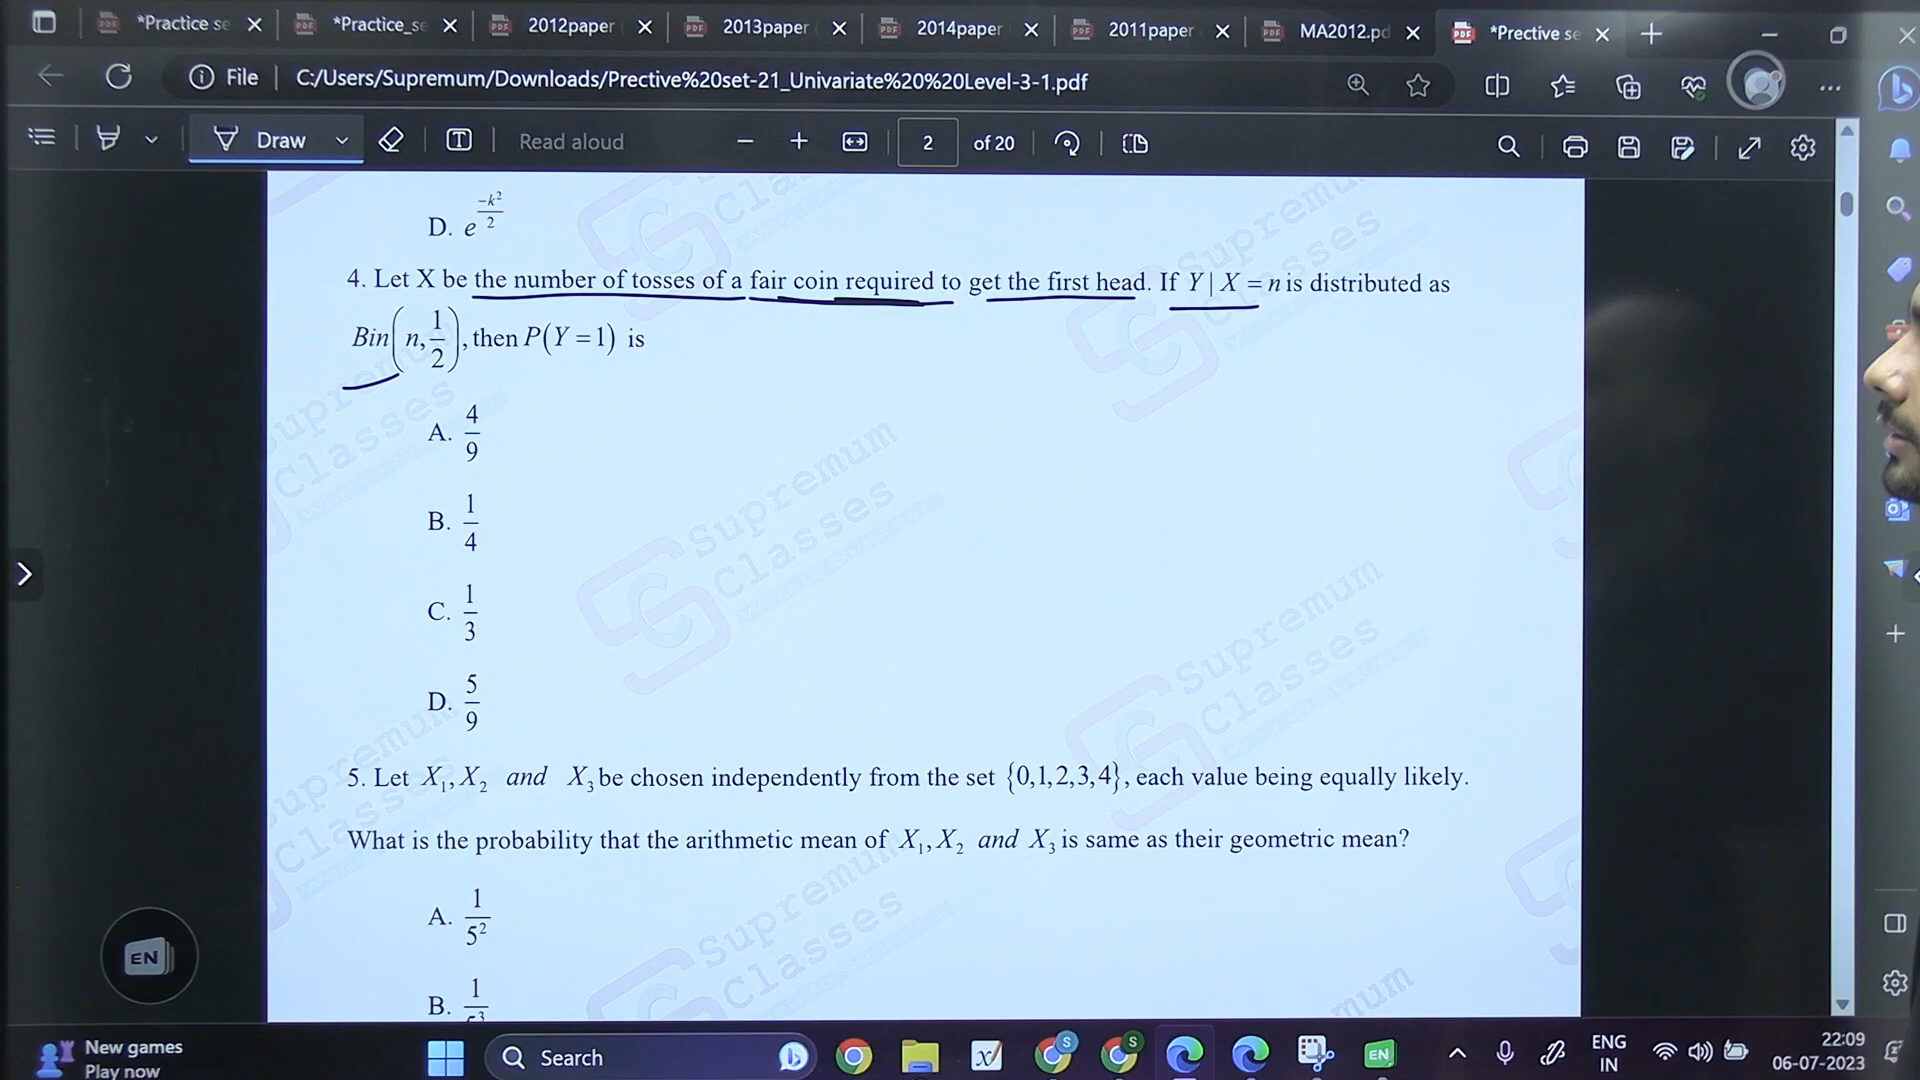 *Practice se
*Practice_se
2012paper
2013paper
2014paper
2011paper
MA2012.pd
*Prective se
File
C:/Users/Supremum/Downloads/Prective%20set-21_Univariate%20%20Level-3-1.pdf
Draw
Read aloud
2
of 20
D. e^(-k²/2)
4. Let X be the number of tosses of a fair coin required to get the first head. If Y | X = n is distributed as
Bin(n, 1/2), then P(Y = 1) is
A. 4/9
B. 1/4
C. 1/3
D. 5/9
5. Let X₁, X₂ and X₃ be chosen independently from the set {0,1,2,3,4}, each value being equally likely.
What is the probability that the arithmetic mean of X₁, X₂ and X₃ is same as their geometric mean?
A. 1/5²
B. 1
Supremum
Classes
EN
New games
Play now
Search
EN
ENG
IN
22:09
06-07-2023